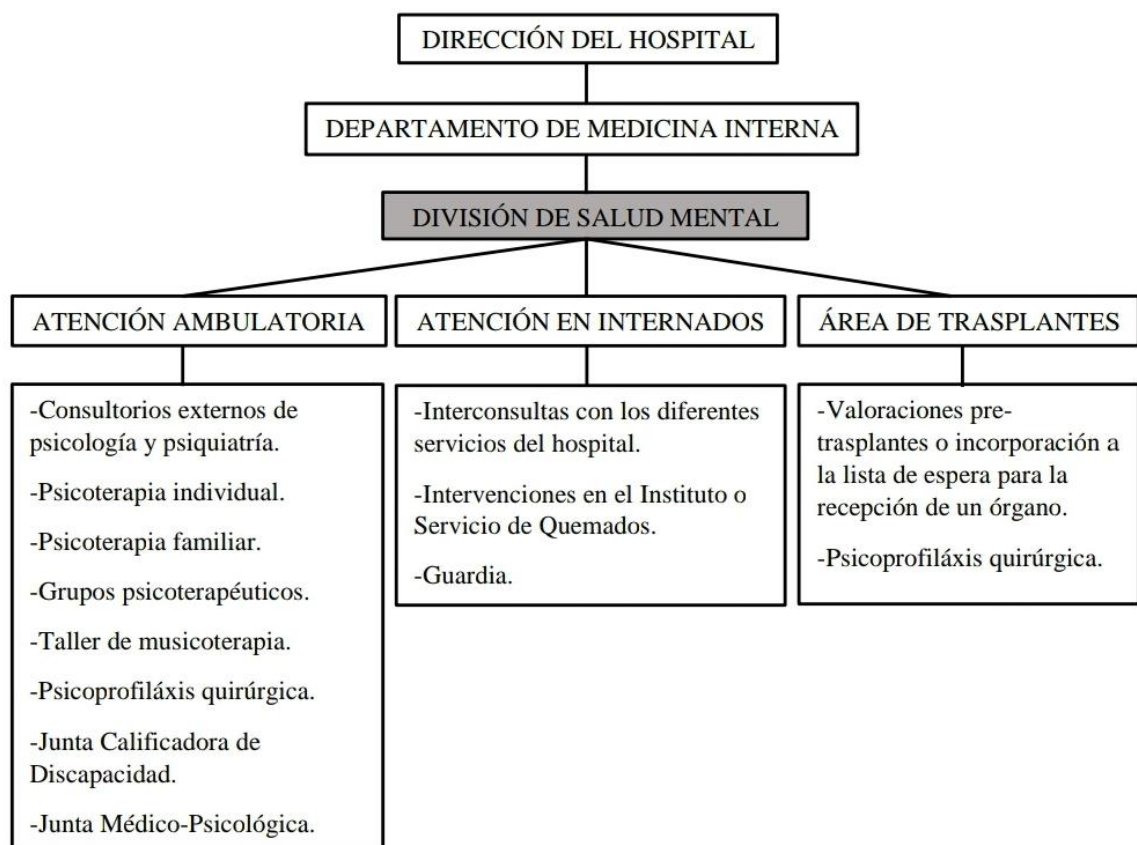 DIRECCIÓN DEL HOSPITAL
DEPARTAMENTO DE MEDICINA INTERNA
DIVISIÓN DE SALUD MENTAL
ATENCIÓN AMBULATORIA
-Consultorios externos de
psicología y psiquiatría.
-Psicoterapia individual.
-Psicoterapia familiar.
-Grupos psicoterapéuticos.
-Taller de musicoterapia.
-Psicoprofiláxis quirúrgica.
-Junta Calificadora de
Discapacidad.
-Junta Médico-Psicológica.
ATENCIÓN EN INTERNADOS
-Interconsultas con los diferentes
servicios del hospital.
-Intervenciones en el Instituto o
Servicio de Quemados.
-Guardia.
ÁREA DE TRASPLANTES
-Valoraciones pre-
trasplantes o incorporación a
la lista de espera para la
recepción de un órgano.
-Psicoprofiláxis quirúrgica.